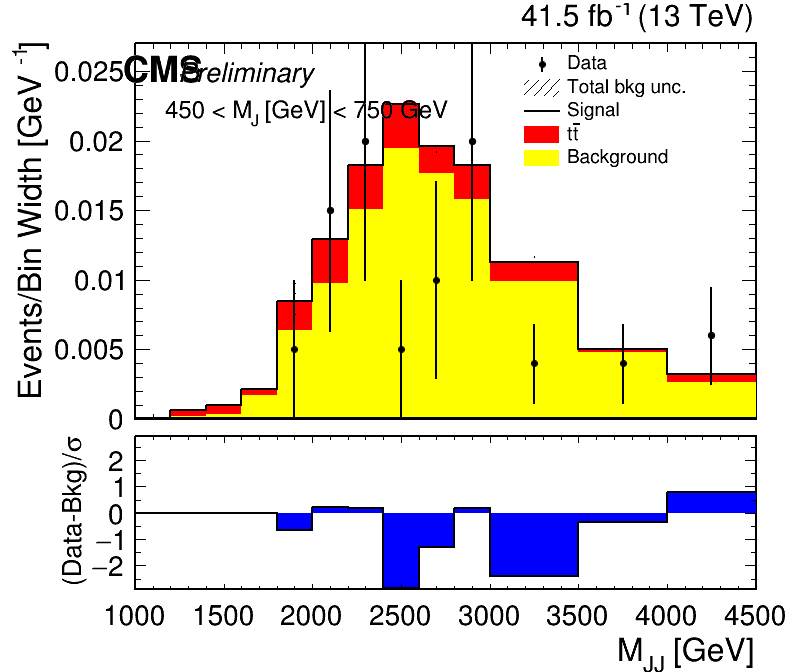 41.5 fb⁻¹ (13 TeV)
CMS Preliminary
450 < M_J [GeV] < 750 GeV
Data
Total bkg unc.
Signal
tt̄
Background
Events/Bin Width [GeV⁻¹]
0.025
0.02
0.015
0.01
0.005
0
(Data-Bkg)/σ
2
1
0
−1
−2
1000 1500 2000 2500 3000 3500 4000 4500
M_JJ [GeV]